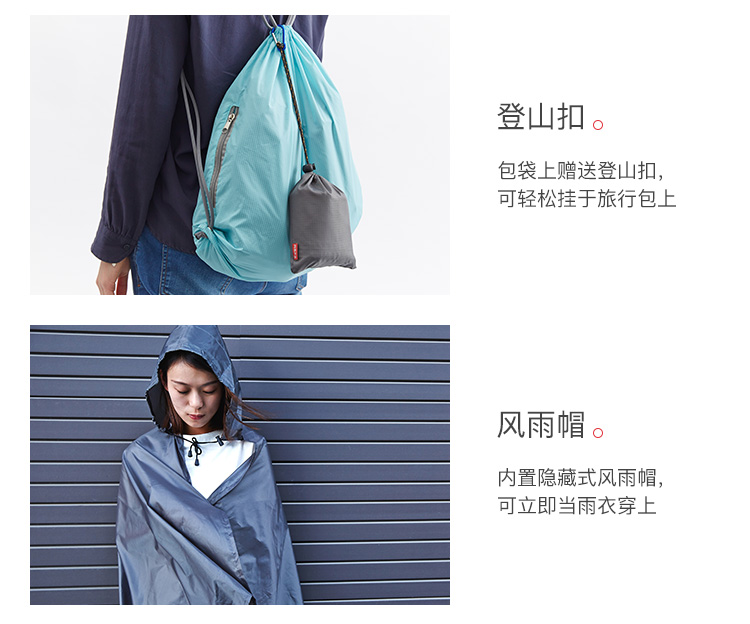 登山扣
包袋上赠送登山扣，
可轻松挂于旅行包上
风雨帽
内置隐藏式风雨帽，
可立即当雨衣穿上